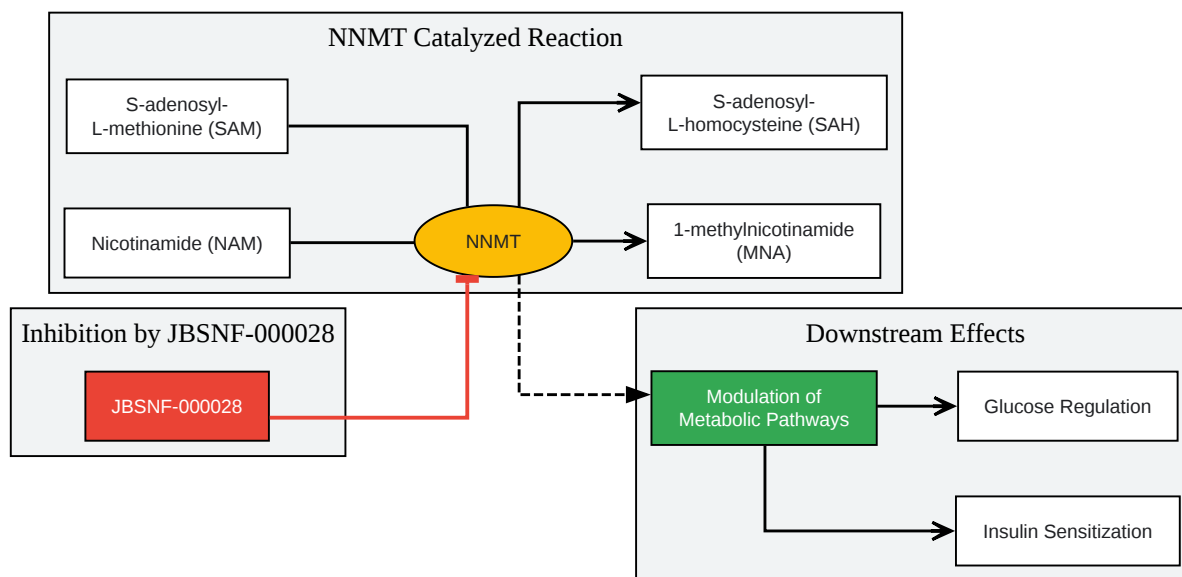 NNMT Catalyzed Reaction
S-adenosyl-
L-methionine (SAM)
S-adenosyl-
L-homocysteine (SAH)
Nicotinamide (NAM)
NNMT
1-methylnicotinamide
(MNA)
Inhibition by JBSNF-000028
JBSNF-000028
Downstream Effects
Modulation of
Metabolic Pathways
Glucose Regulation
Insulin Sensitization